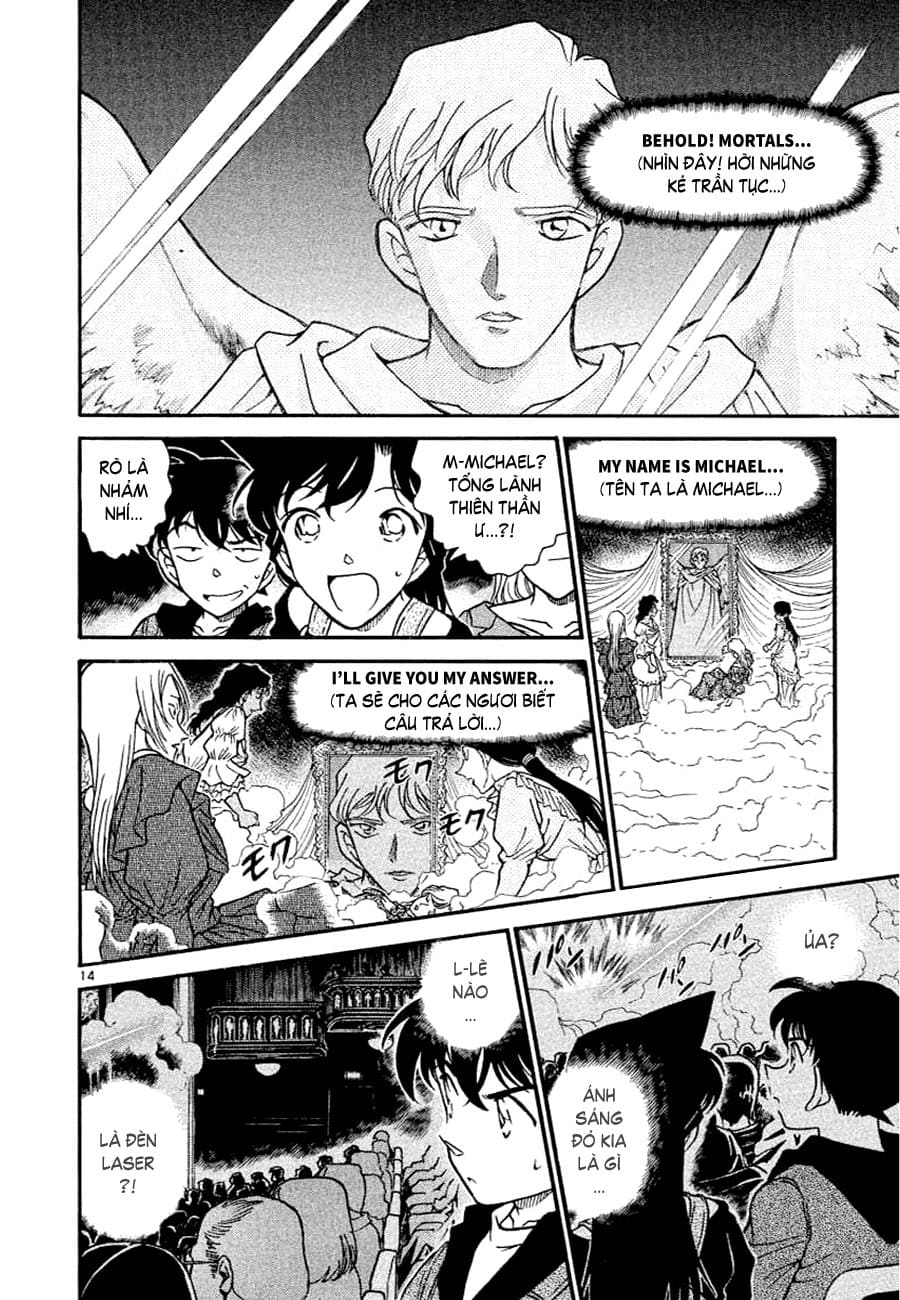 BEHOLD! MORTALS...
(NHÌN ĐÂY! HỠI NHỮNG
KẺ TRẦN TỤC...)
MY NAME IS MICHAEL...
(TÊN TA LÀ MICHAEL...)
M-MICHAEL?
TỔNG LÃNH
THIÊN THẦN
Ư...?!
RÕ LÀ
NHẢM
NHÍ...
I'LL GIVE YOU MY ANSWER...
(TA SẼ CHO CÁC NGƯƠI BIẾT
CÂU TRẢ LỜI...)
モク
モク
モク
ỦA?
ÁNH
SÁNG
ĐÓ KIA
LÀ GÌ
...
L-LẼ
NÀO
...
LÀ ĐÈN
LASER
?!
14